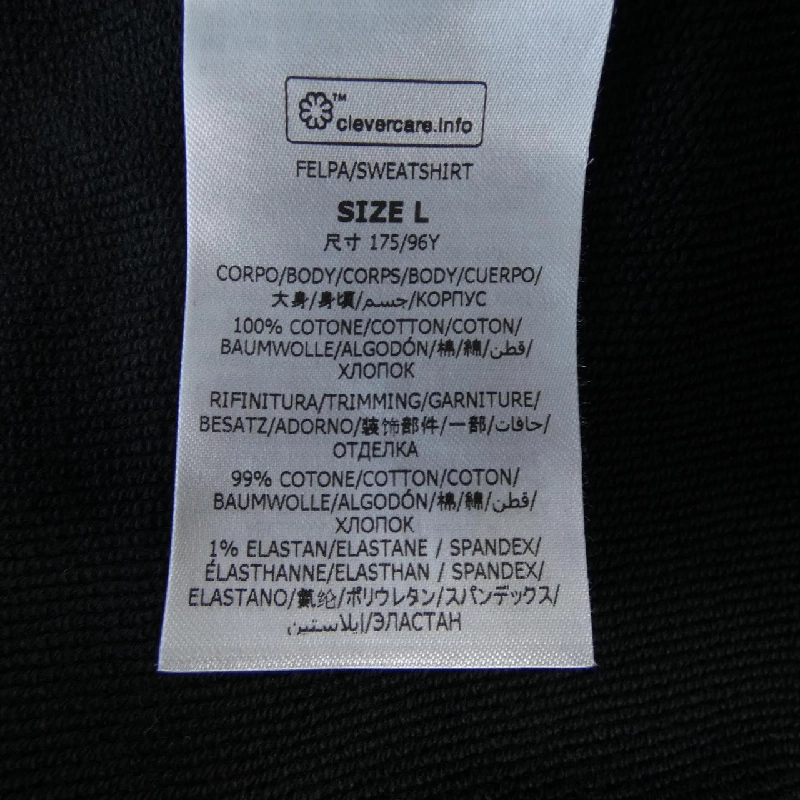 ™ clevercare.info
FELPA/SWEATSHIRT
SIZE L
尺寸 175/96Y
CORPO/BODY/CORPS/BODY/CUERPO/
大身/身頃/جسم/КОРПУС
100% COTONE/COTTON/COTON/
BAUMWOLLE/ALGODÓN/棉/綿/قطن/
ХЛОПОК
RIFINITURA/TRIMMING/GARNITURE/
BESATZ/ADORNO/装饰部件/一部/حافات/
ОТДЕЛКА
99% COTONE/COTTON/COTON/
BAUMWOLLE/ALGODÓN/棉/綿/قطن/
ХЛОПОК
1% ELASTAN/ELASTANE / SPANDEX/
ÉLASTHANNE/ELASTHAN / SPANDEX/
ELASTANO/氨纶/ポリウレタン/スパンデックス/
إيلاستين/ЭЛАСТАН